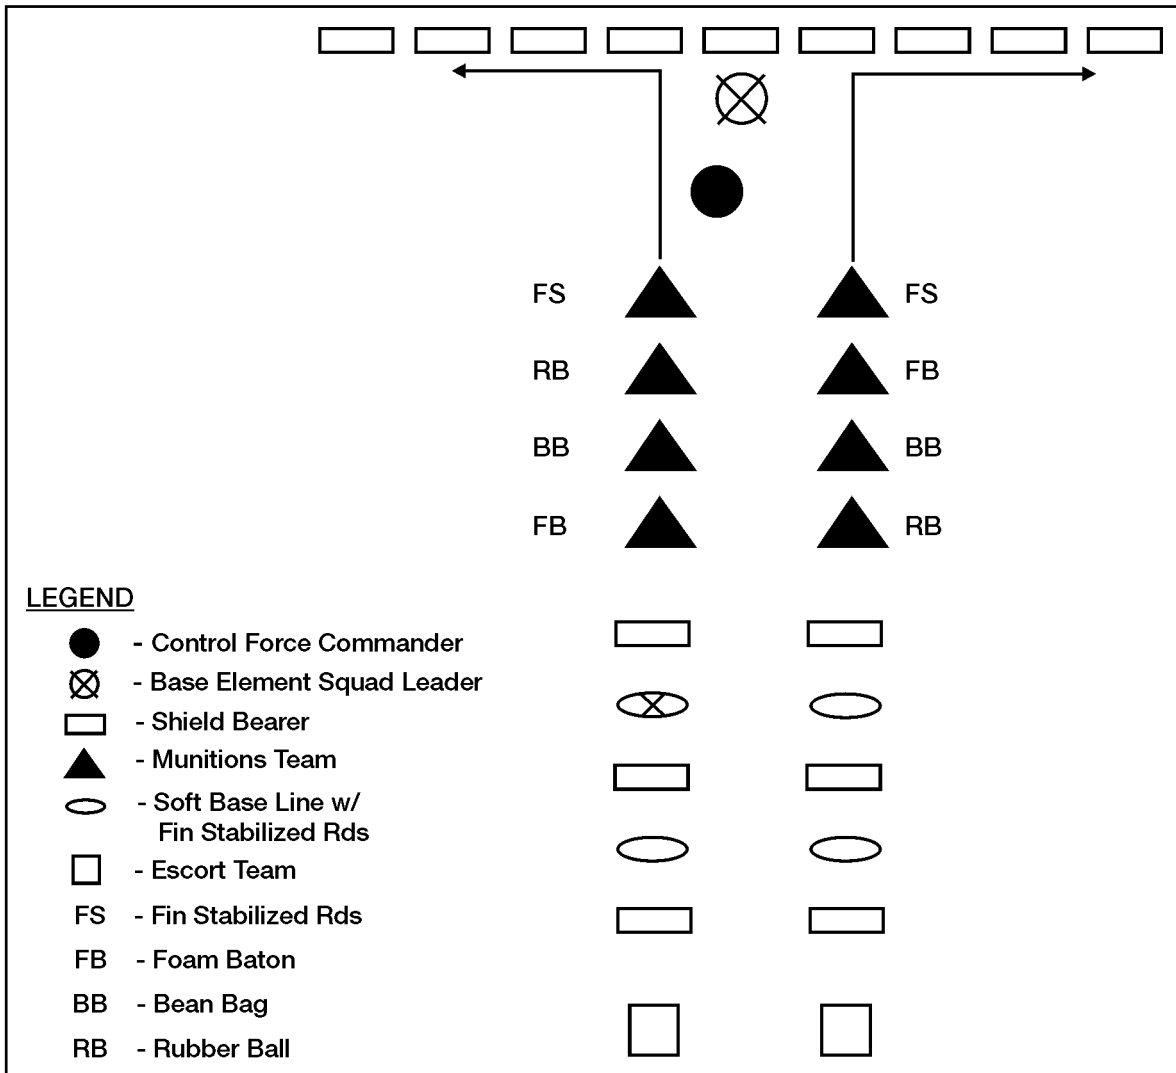 FS FS
RB FB
BB BB
FB RB
LEGEND
- Control Force Commander
- Base Element Squad Leader
- Shield Bearer
- Munitions Team
- Soft Base Line w/
Fin Stabilized Rds
- Escort Team
FS - Fin Stabilized Rds
FB - Foam Baton
BB - Bean Bag
RB - Rubber Ball